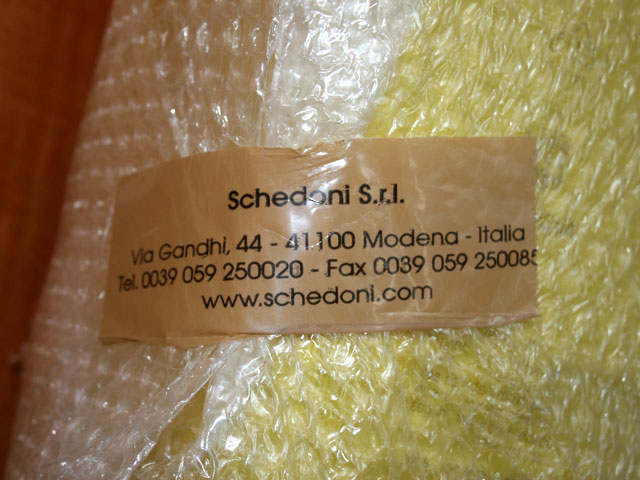 Schedoni S.r.l.
Via Gandhi, 44 - 41100 Modena - Italia
Tel. 0039 059 250020 - Fax 0039 059 250085
www.schedoni.com